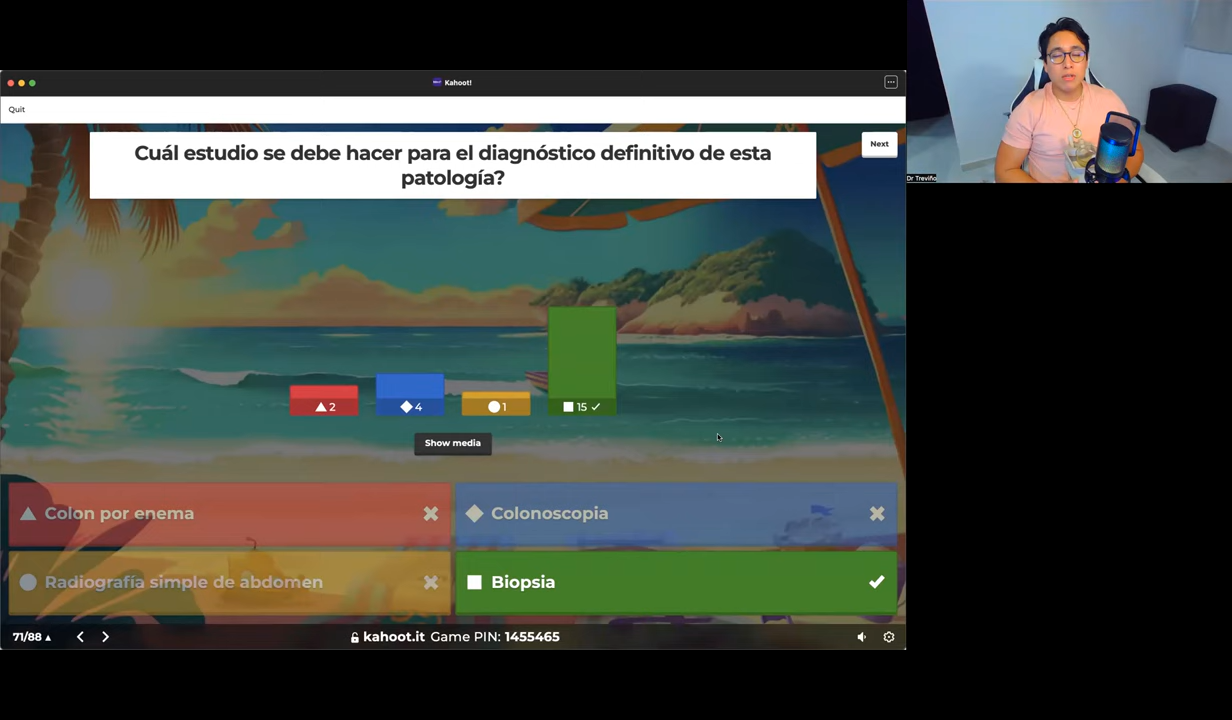 Kahoot!
Quit
Cuál estudio se debe hacer para el diagnóstico definitivo de esta
patología?
Next
Dr Treviño
2
4
1
15
Show media
Colon por enema
Colonoscopia
Radiografía simple de abdomen
Biopsia
71/88
kahoot.it Game PIN: 1455465